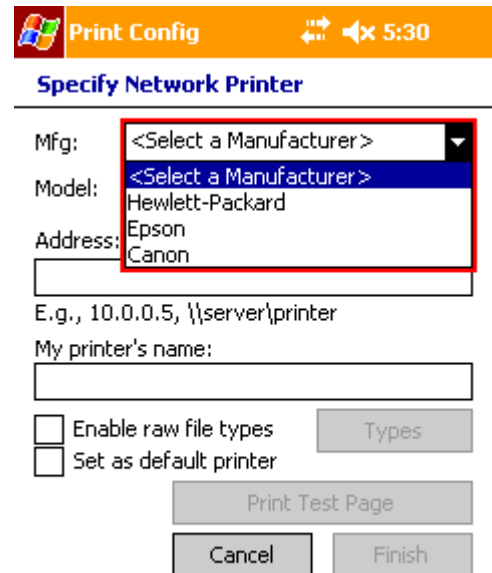 Print Config 5:30
Specify Network Printer
Mfg: <Select a Manufacturer>
<Select a Manufacturer>
Model:
Hewlett-Packard
Epson
Address:
Canon
E.g., 10.0.0.5, \\server\printer
My printer's name:
Enable raw file types Types
Set as default printer
Print Test Page
Cancel Finish